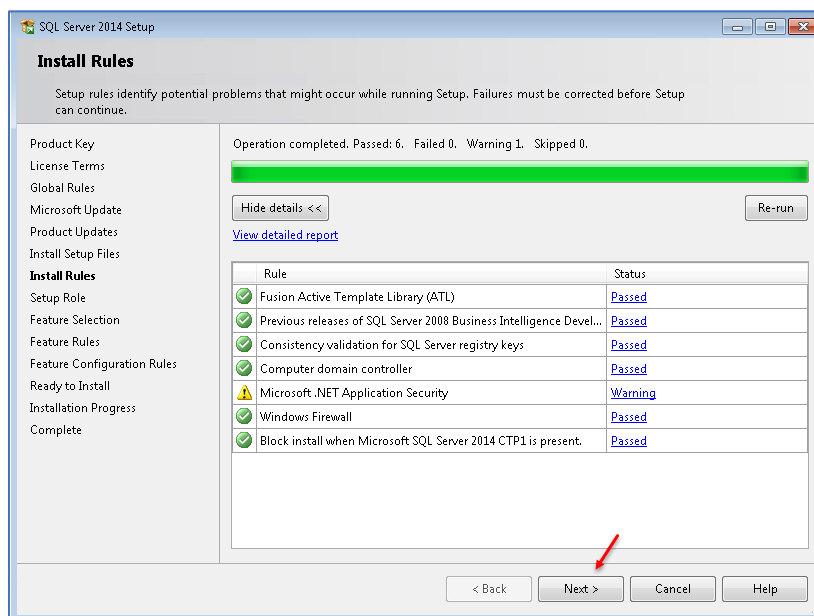 SQL Server 2014 Setup
Install Rules
Setup rules identify potential problems that might occur while running Setup. Failures must be corrected before Setup
can continue.
Product Key
License Terms
Global Rules
Microsoft Update
Product Updates
Install Setup Files
Install Rules
Setup Role
Feature Selection
Feature Rules
Feature Configuration Rules
Ready to Install
Installation Progress
Complete
Operation completed. Passed: 6.   Failed 0.   Warning 1.   Skipped 0.
Hide details <<
Re-run
View detailed report
Rule Status
Fusion Active Template Library (ATL) Passed
Previous releases of SQL Server 2008 Business Intelligence Devel... Passed
Consistency validation for SQL Server registry keys Passed
Computer domain controller Passed
Microsoft .NET Application Security Warning
Windows Firewall Passed
Block install when Microsoft SQL Server 2014 CTP1 is present. Passed
< Back Next > Cancel Help